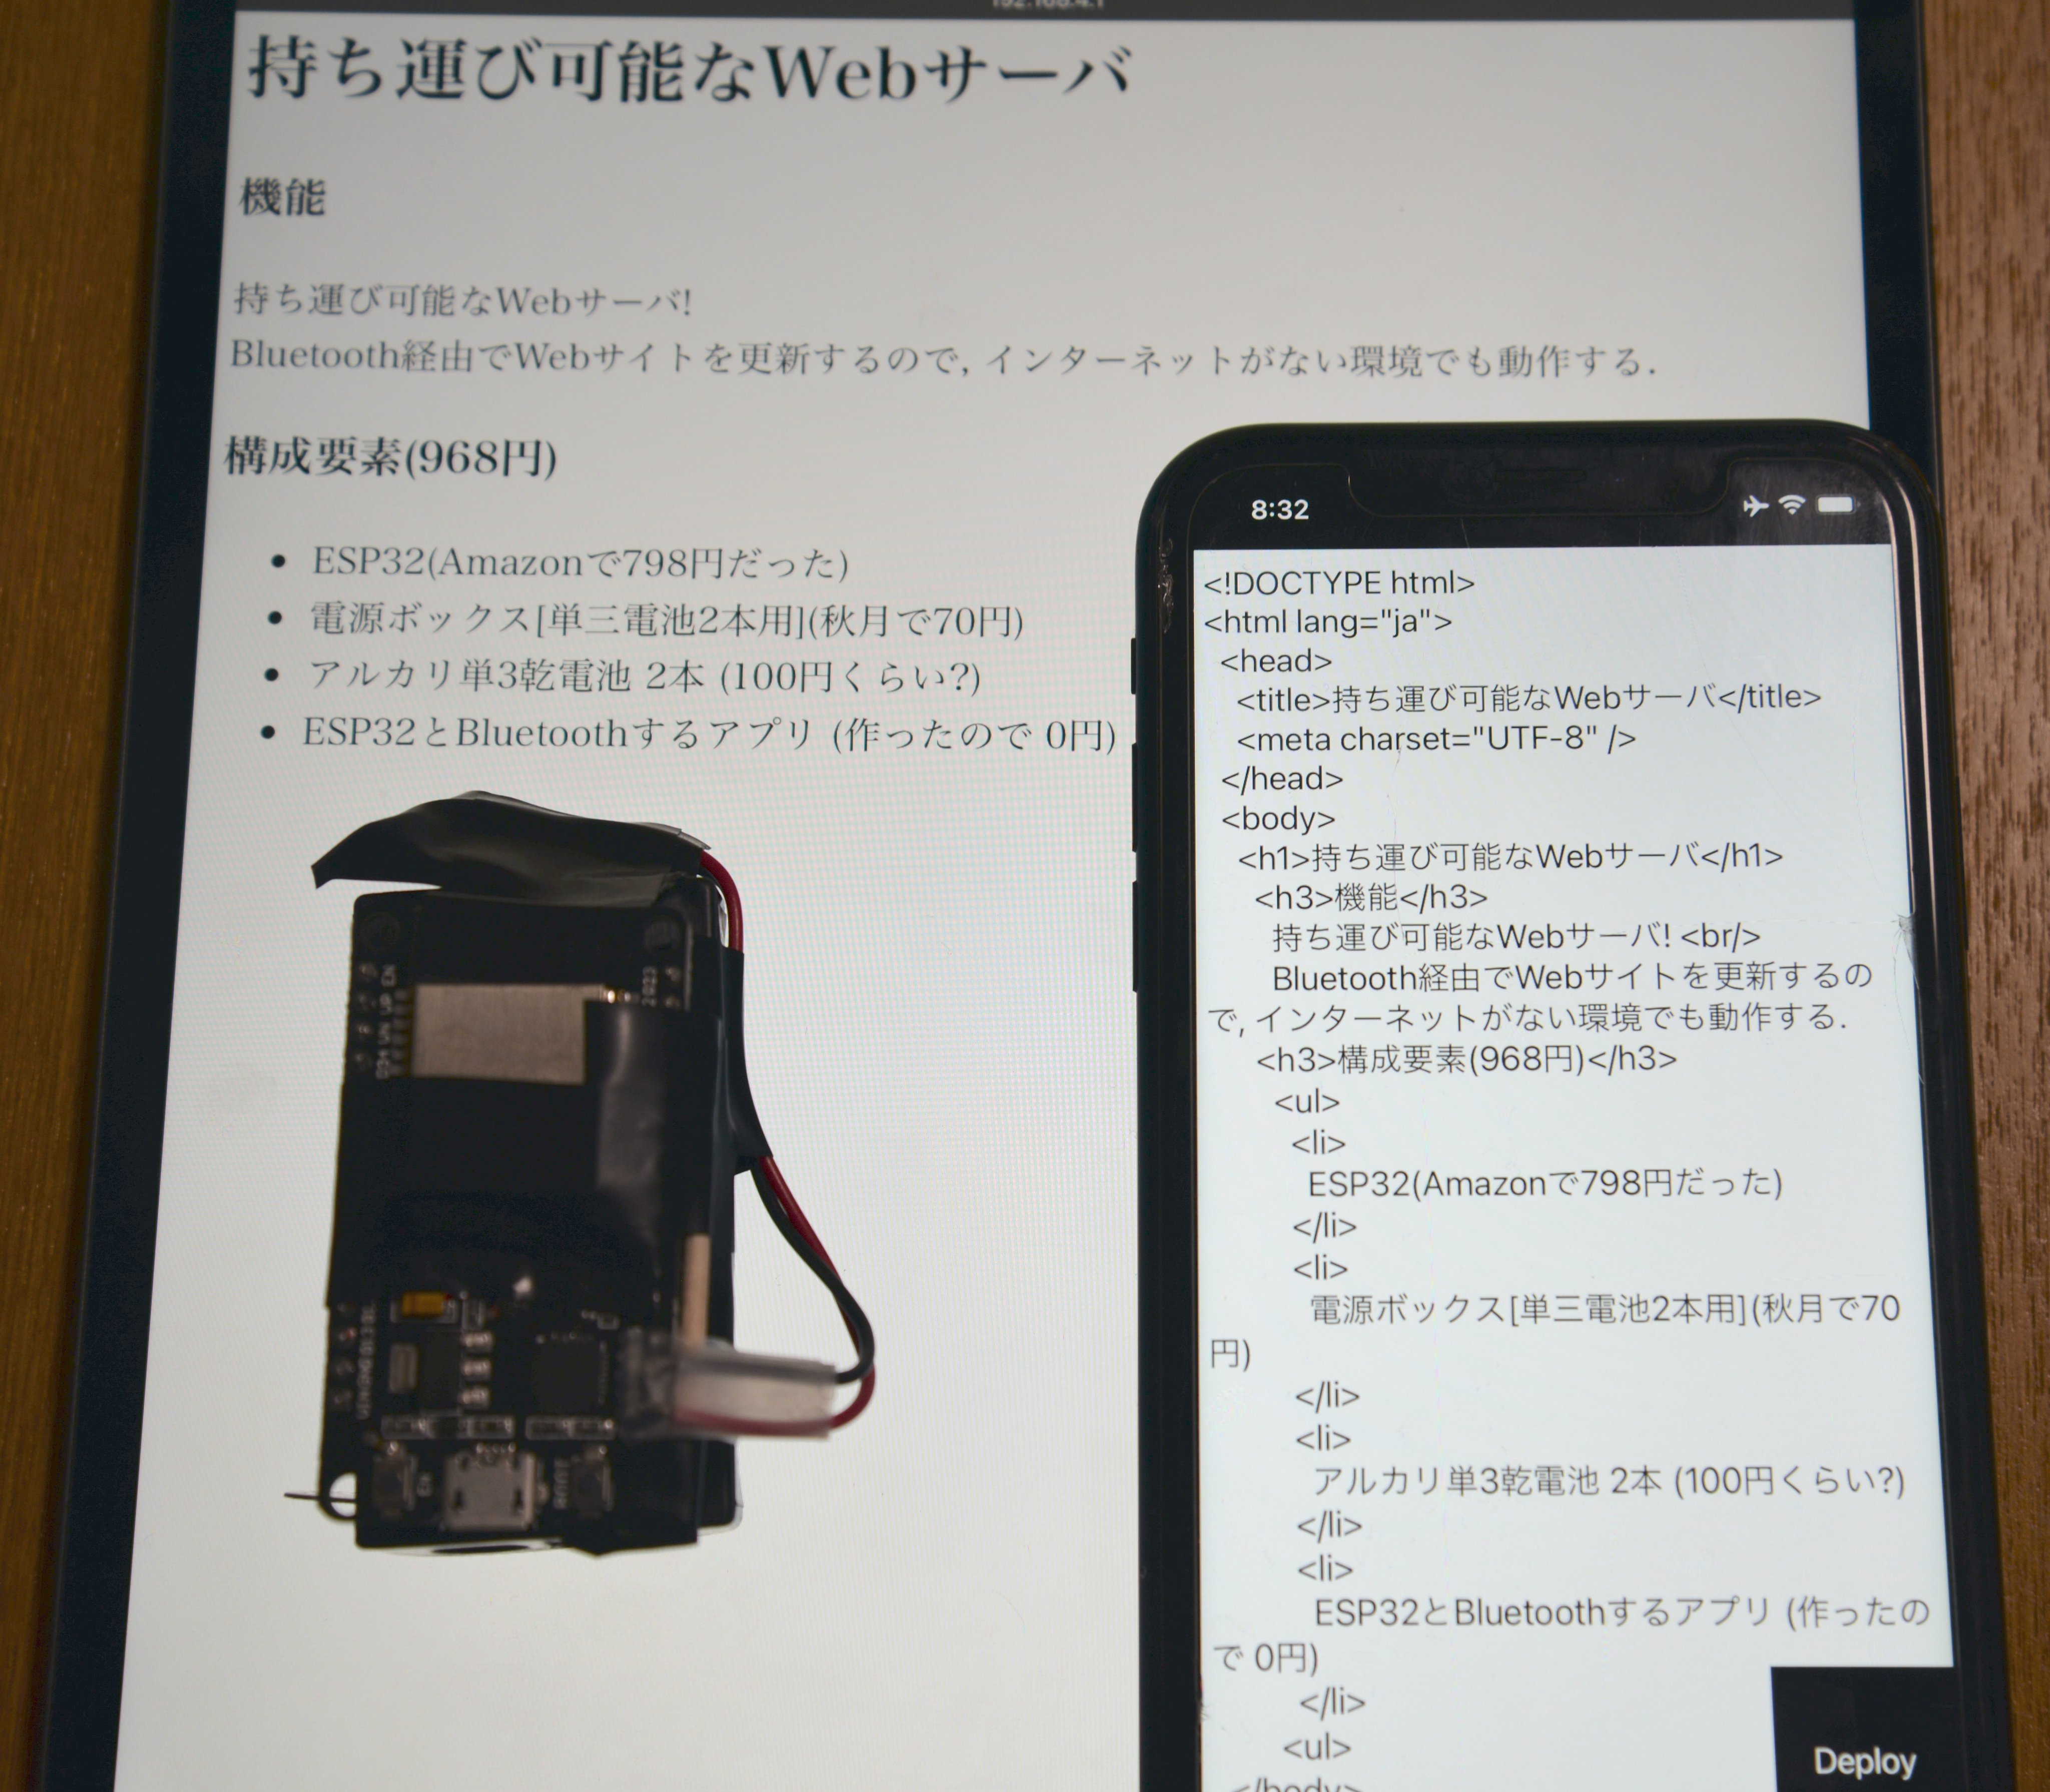 192.168.4.1
持ち運び可能なWebサーバ
機能
持ち運び可能なWebサーバ!
Bluetooth経由でWebサイトを更新するので, インターネットがない環境でも動作する.
構成要素(968円)
• ESP32(Amazonで798円だった)
• 電源ボックス[単三電池2本用](秋月で70円)
• アルカリ単3乾電池 2本 (100円くらい?)
• ESP32とBluetoothするアプリ (作ったので 0円)
2023
EN
VP
VN
D34
EN
8:32
<!DOCTYPE html>
<html lang="ja">
<head>
<title>持ち運び可能なWebサーバ</title>
<meta charset="UTF-8" />
</head>
<body>
<h1>持ち運び可能なWebサーバ</h1>
<h3>機能</h3>
持ち運び可能なWebサーバ! <br/>
Bluetooth経由でWebサイトを更新するの
で, インターネットがない環境でも動作する.
<h3>構成要素(968円)</h3>
<ul>
<li>
ESP32(Amazonで798円だった)
</li>
<li>
電源ボックス[単三電池2本用](秋月で70
円)
</li>
<li>
アルカリ単3乾電池 2本 (100円くらい?)
</li>
<li>
ESP32とBluetoothするアプリ (作ったの
で 0円)
</li>
<ul>
</body>
Deploy